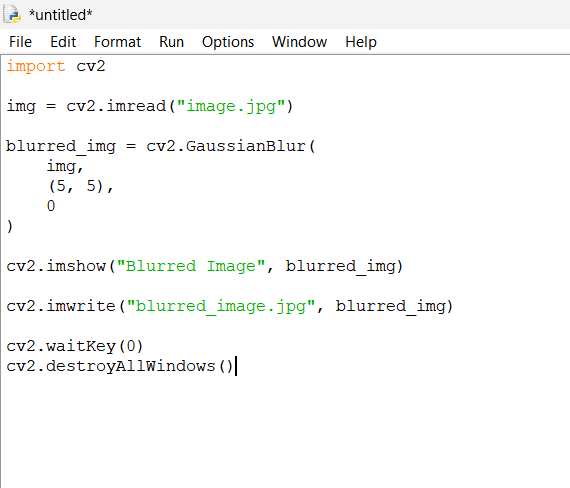 *untitled*
File Edit Format Run Options Window Help
import cv2
img = cv2.imread("image.jpg")
blurred_img = cv2.GaussianBlur(
    img,
    (5, 5),
    0
)
cv2.imshow("Blurred Image", blurred_img)
cv2.imwrite("blurred_image.jpg", blurred_img)
cv2.waitKey(0)
cv2.destroyAllWindows()